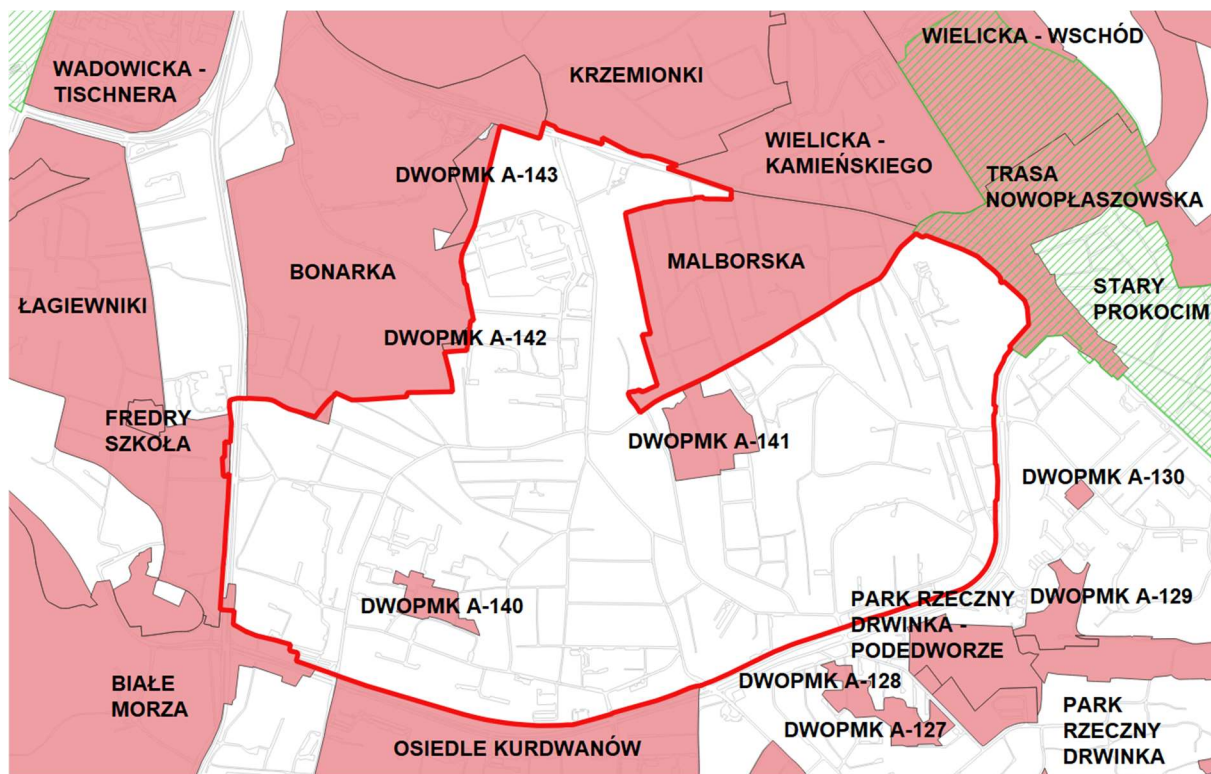 WIELICKA - WSCHÓD
WADOWICKA -
TISCHNERA
KRZEMIONKI
WIELICKA -
KAMIEŃSKIEGO
DWOPMK A-143
TRASA
NOWOPŁASZOWSKA
BONARKA
MALBORSKA
STARY
PROKOCIM
ŁAGIEWNIKI
DWOPMK A-142
FREDRY
SZKOŁA
DWOPMK A-141
DWOPMK A-130
DWOPMK A-140
PARK RZECZNY
DRWINKA -
PODEDWORZE
DWOPMK A-129
BIAŁE
MORZA
DWOPMK A-128
DWOPMK A-127
PARK
RZECZNY
DRWINKA
OSIEDLE KURDWANÓW